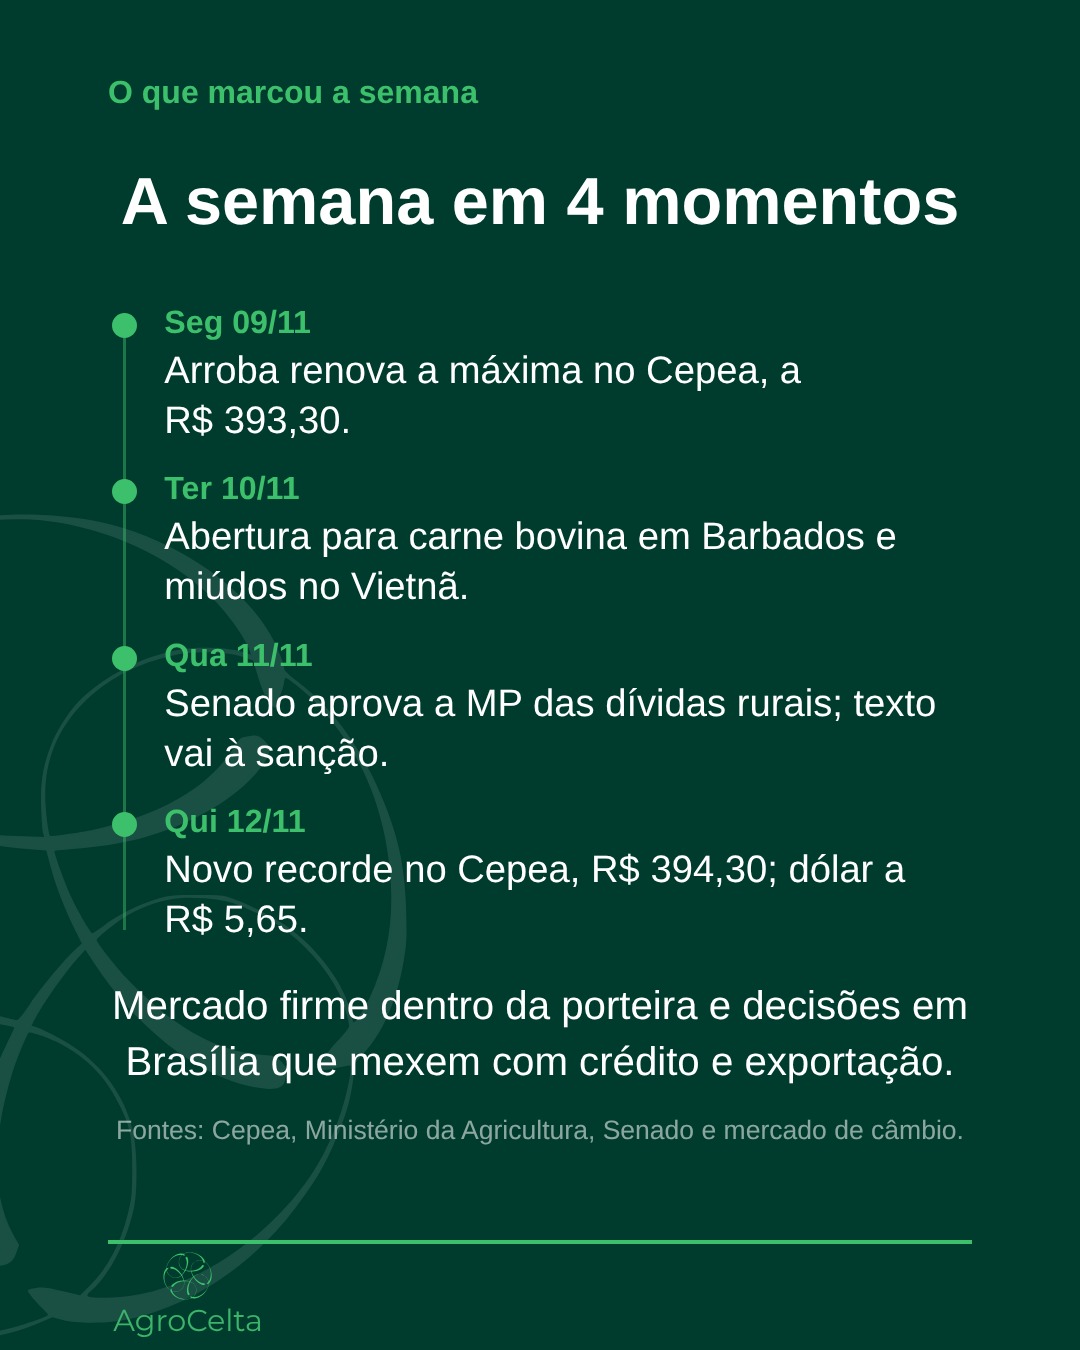 O que marcou a semana
A semana em 4 momentos
Seg 09/11
Arroba renova a máxima no Cepea, a
R$ 393,30.
Ter 10/11
Abertura para carne bovina em Barbados e
miúdos no Vietnã.
Qua 11/11
Senado aprova a MP das dívidas rurais; texto
vai à sanção.
Qui 12/11
Novo recorde no Cepea, R$ 394,30; dólar a
R$ 5,65.
Mercado firme dentro da porteira e decisões em
Brasília que mexem com crédito e exportação.
Fontes: Cepea, Ministério da Agricultura, Senado e mercado de câmbio.
AgroCelta